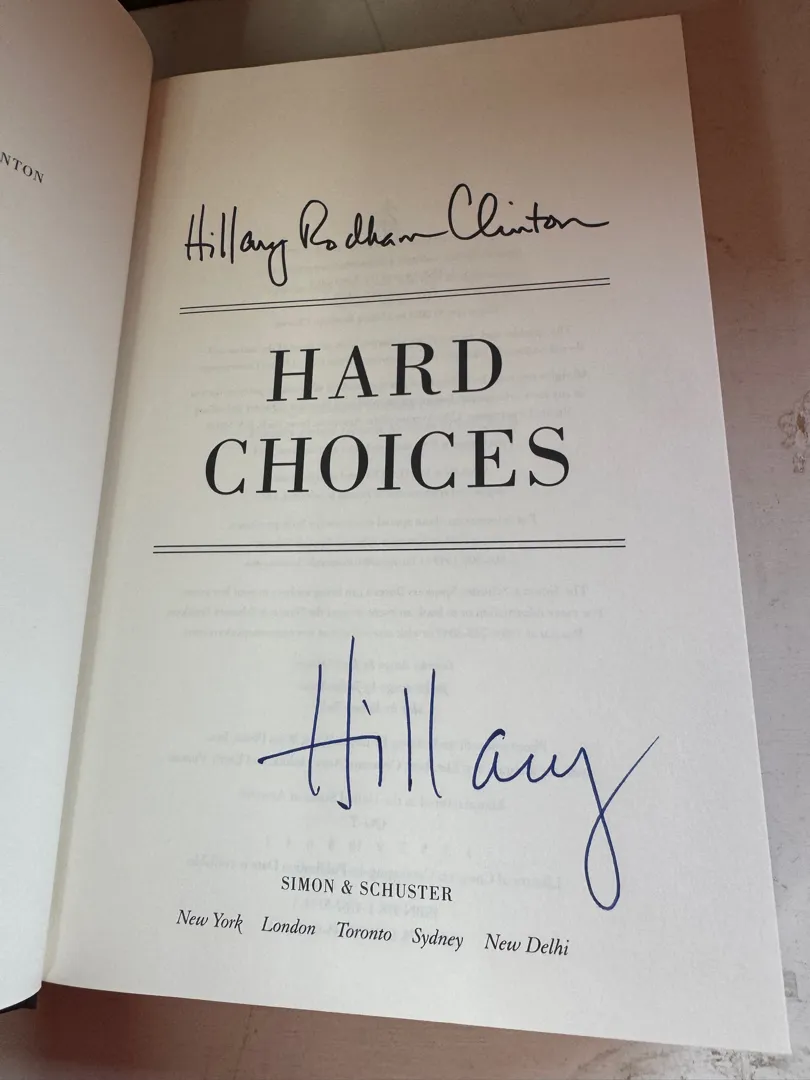 NTON
Hillary Rodham Clinton
HARD
CHOICES
Hillary
SIMON & SCHUSTER
New York London Toronto Sydney New Delhi